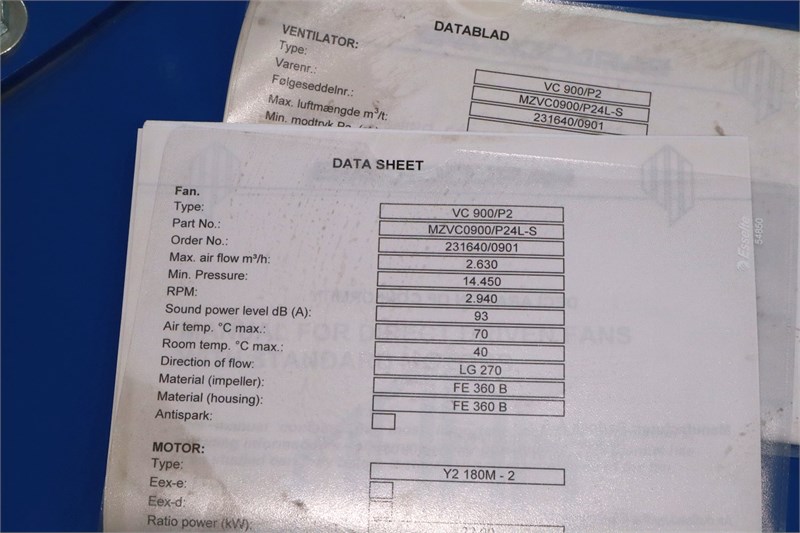 DATABLAD
VENTILATOR:
Type: VC 900/P2
Varenr.: MZVC0900/P24L-S
Følgeseddelnr.: 231640/0901
Max. luftmængde m³/t:
Min. modtryk
DATA SHEET
Fan.
Type: VC 900/P2
Part No.: MZVC0900/P24L-S
Order No.: 231640/0901
Max. air flow m³/h: 2.630
Min. Pressure: 14.450
RPM: 2.940
Sound power level dB (A): 93
Air temp. °C max.: 70
Room temp. °C max.: 40
Direction of flow: LG 270
Material (impeller): FE 360 B
Material (housing): FE 360 B
Antispark:
MOTOR:
Type: Y2 180M - 2
Eex-e:
Eex-d:
Ratio power (kW):
Esselte
54850